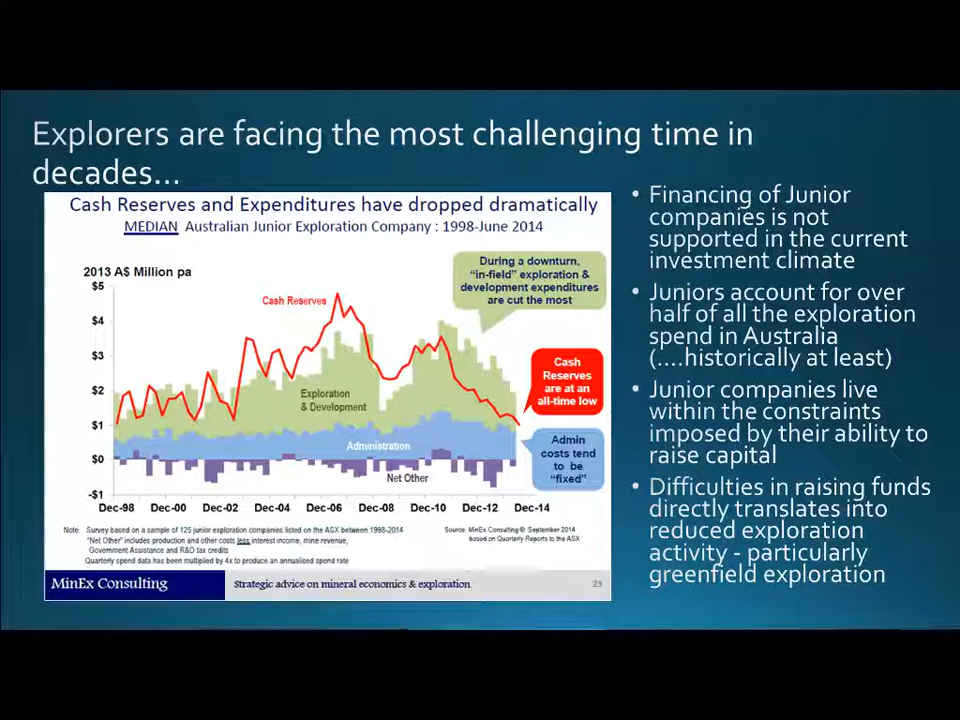 Explorers are facing the most challenging time in
decades...
Cash Reserves and Expenditures have dropped dramatically
MEDIAN Australian Junior Exploration Company : 1998-June 2014
2013 A$ Million pa
$5
$4
$3
$2
$1
$0
-$1
Cash Reserves
Exploration
& Development
Administration
Net Other
During a downturn,
"in-field" exploration &
development expenditures
are cut the most
Cash
Reserves
are at an
all-time low
Admin
costs tend
to be
"fixed"
Dec-98 Dec-00 Dec-02 Dec-04 Dec-06 Dec-08 Dec-10 Dec-12 Dec-14
Note: Survey based on a sample of 125 junior exploration companies listed on the ASX between 1998-2014
"Net Other" includes production and other costs less interest income, mine revenue,
Government Assistance and R&D tax credits
Quarterly spend data has been multiplied by 4x to produce an annualised spend rate
Source: MinEx Consulting © September 2014
based on Quarterly Reports to the ASX
MinEx Consulting
Strategic advice on mineral economics & exploration
23
• Financing of Junior
companies is not
supported in the current
investment climate
• Juniors account for over
half of all the exploration
spend in Australia
(....historically at least)
• Junior companies live
within the constraints
imposed by their ability to
raise capital
• Difficulties in raising funds
directly translates into
reduced exploration
activity - particularly
greenfield exploration